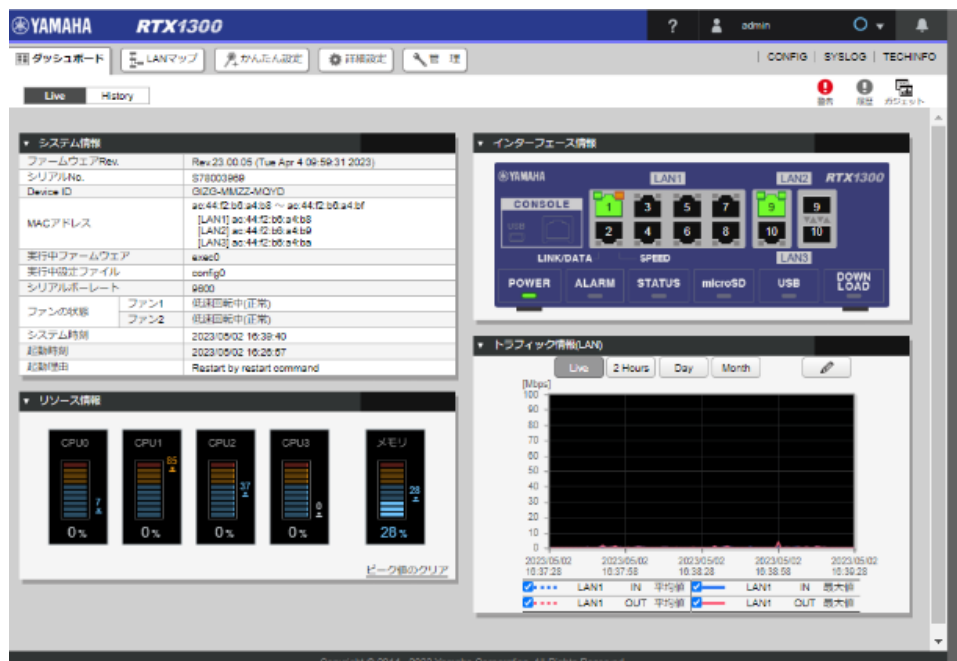 YAMAHA RTX1300 ? admin
ダッシュボード LANマップ かんたん設定 詳細設定 管 理 CONFIG SYSLOG TECHINFO
Live History 警告 履歴 ガジェット
システム情報
ファームウェアRev. Rev.23.00.05 (Tue Apr 4 09:59:31 2023)
シリアルNo. S78003969
Device ID
MACアドレス ac:44:f2:b6:a4:b8 ～ ac:44:f2:b6:a4:bf
[LAN1] ac:44:f2:b6:a4:b8
[LAN2] ac:44:f2:b6:a4:b9
[LAN3] ac:44:f2:b6:a4:ba
実行中ファームウェア exec0
実行中設定ファイル config0
シリアルボーレート 9600
ファンの状態 ファン1 低速回転中(正常)
ファン2 低速回転中(正常)
システム時刻 2023/05/02 16:39:40
起動時刻 2023/05/02 16:26:57
起動理由 Restart by restart command
リソース情報
CPU0 CPU1 CPU2 CPU3 メモリ
7 85 37 0 28
0% 0% 0% 0% 28%
ピーク値のクリア
インターフェース情報
YAMAHA LAN1 LAN2 RTX1300
CONSOLE 1 3 5 7 9 9
USB 2 4 6 8 10 10
LINK/DATA SPEED LAN3
POWER ALARM STATUS microSD USB DOWN LOAD
トラフィック情報(LAN)
Live 2 Hours Day Month
[Mbps]
100
90
80
70
60
50
40
30
20
10
0
2023/05/02 2023/05/02 2023/05/02 2023/05/02 2023/05/02
16:37:28 16:37:58 16:38:28 16:38:58 16:39:28
LAN1 IN 平均値 LAN1 IN 最大値
LAN1 OUT 平均値 LAN1 OUT 最大値